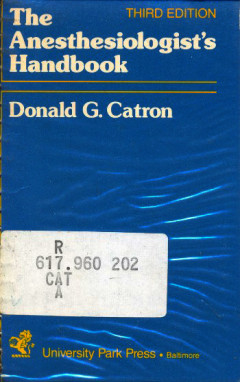 The
THIRD EDITION
Anesthesiologist's
Handbook
Donald G. Catron
R
617.960 202
CAT
A
University Park Press • Baltimore